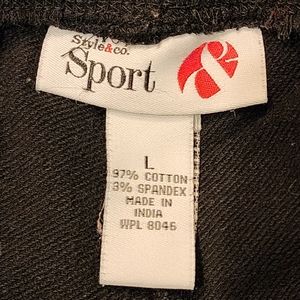 Style&co.
Sport
&
L
97% COTTON
3% SPANDEX
MADE IN
INDIA
WPL 8046